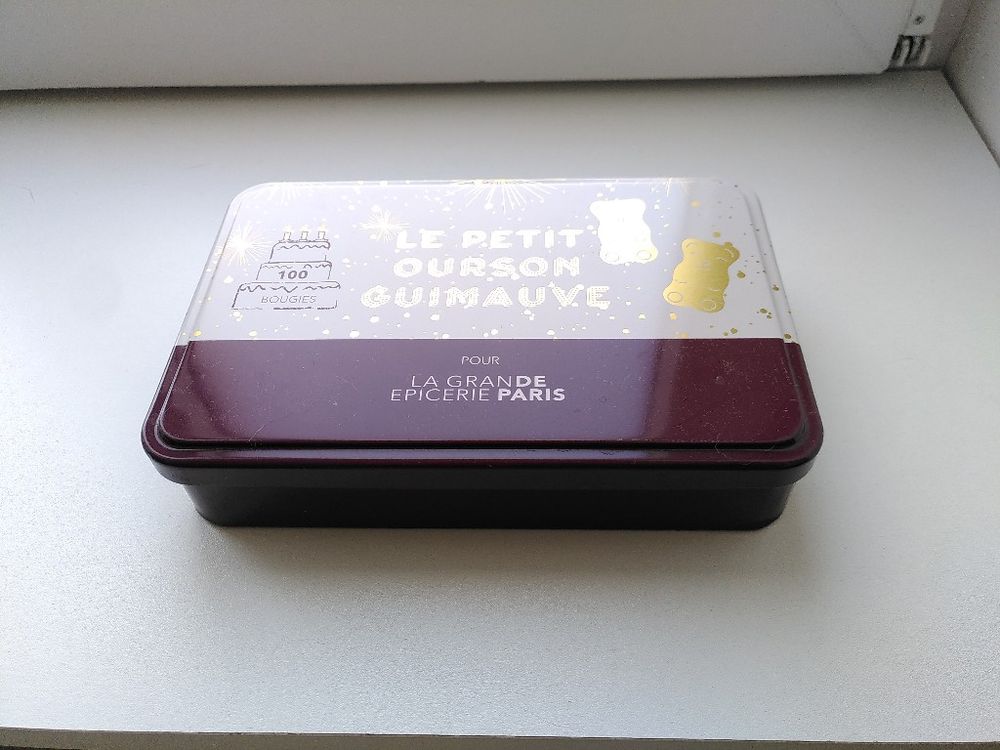 100
BOUGIES
LE PETIT
OURSON
GUIMAUVE
POUR
LA GRANDE
EPICERIE PARIS